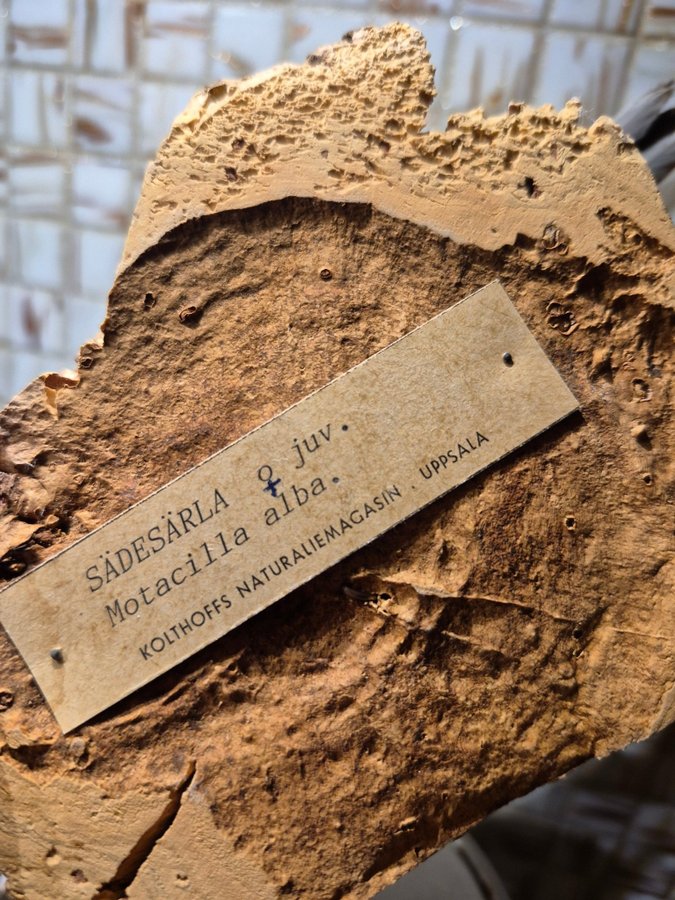 SÄDESÄRLA ♀ juv.
Motacilla alba.
KOLTHOFFS NATURALIEMAGASIN . UPPSALA